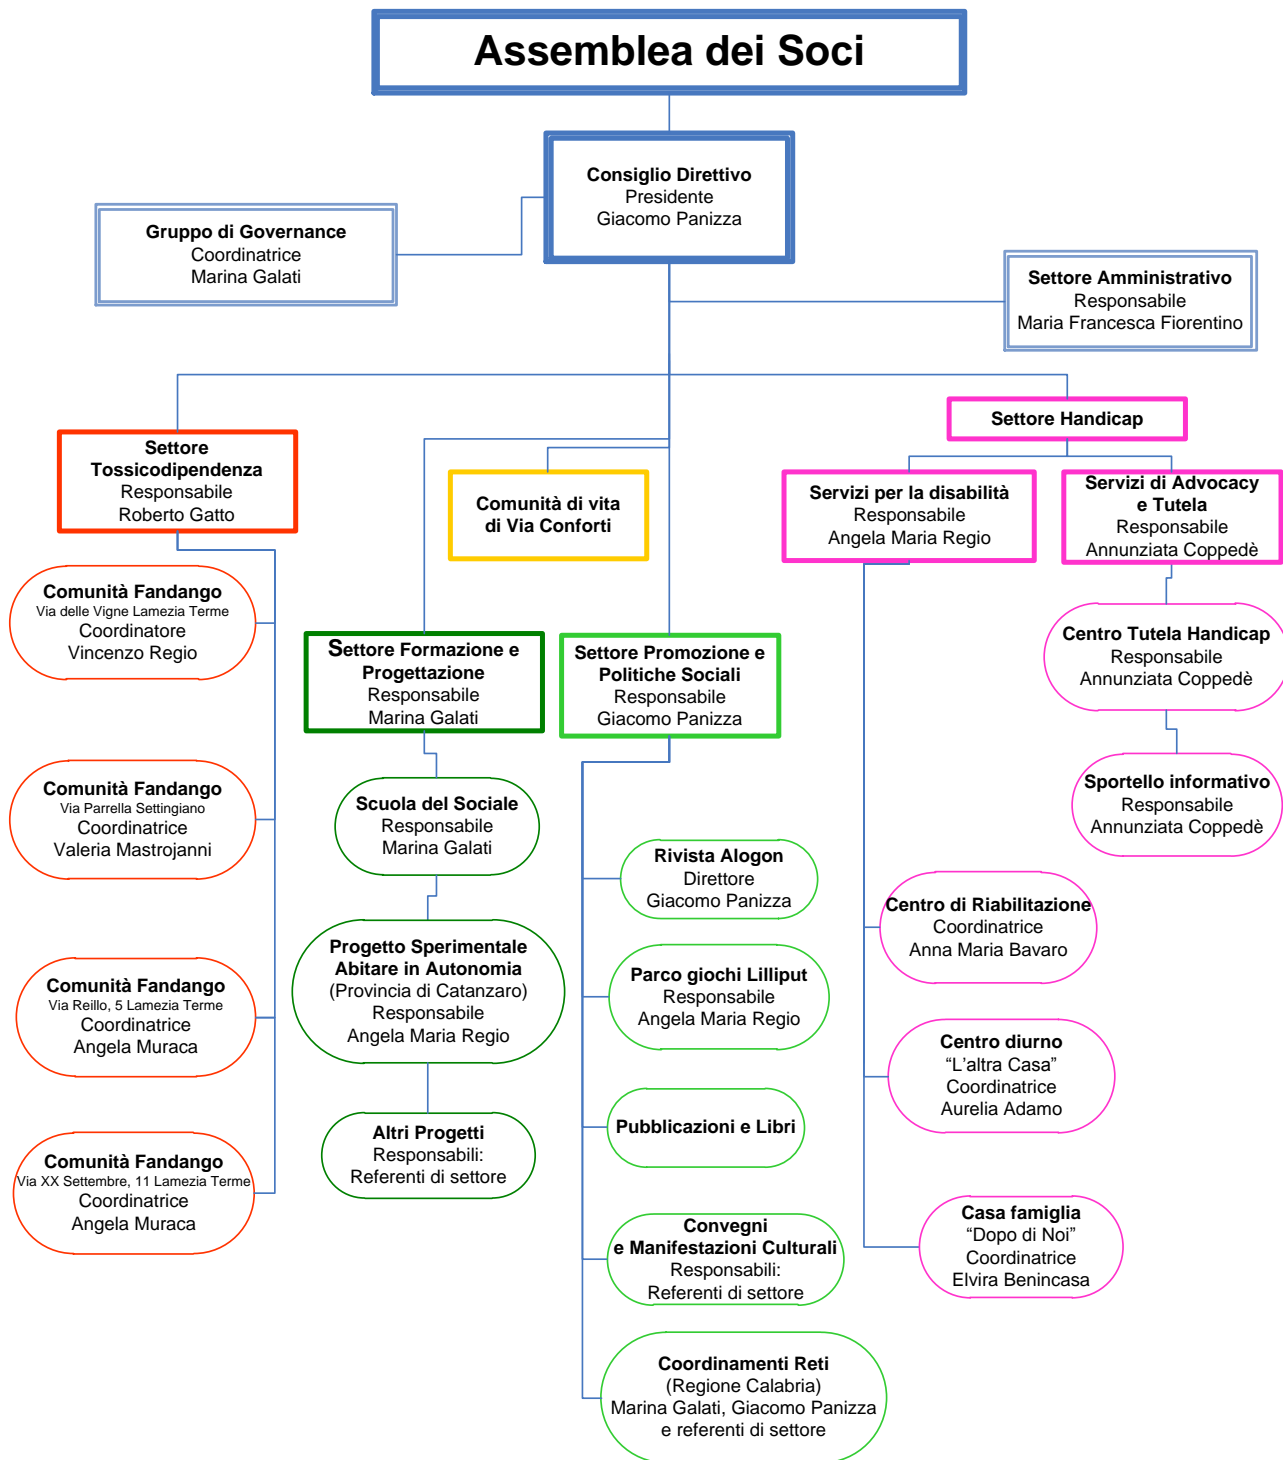 Assemblea dei Soci
Consiglio Direttivo
Presidente
Giacomo Panizza
Gruppo di Governance
Coordinatrice
Marina Galati
Settore Amministrativo
Responsabile
Maria Francesca Fiorentino
Settore
Tossicodipendenza
Responsabile
Roberto Gatto
Comunità Fandango
Via delle Vigne Lamezia Terme
Coordinatore
Vincenzo Regio
Comunità Fandango
Via Parrella Settingiano
Coordinatrice
Valeria Mastrojanni
Comunità Fandango
Via Reillo, 5 Lamezia Terme
Coordinatrice
Angela Muraca
Comunità Fandango
Via XX Settembre, 11 Lamezia Terme
Coordinatrice
Angela Muraca
Settore Formazione e
Progettazione
Responsabile
Marina Galati
Scuola del Sociale
Responsabile
Marina Galati
Progetto Sperimentale
Abitare in Autonomia
(Provincia di Catanzaro)
Responsabile
Angela Maria Regio
Altri Progetti
Responsabili:
Referenti di settore
Comunità di vita
di Via Conforti
Settore Promozione e
Politiche Sociali
Responsabile
Giacomo Panizza
Rivista Alogon
Direttore
Giacomo Panizza
Parco giochi Lilliput
Responsabile
Angela Maria Regio
Pubblicazioni e Libri
Convegni
e Manifestazioni Culturali
Responsabili:
Referenti di settore
Coordinamenti Reti
(Regione Calabria)
Marina Galati, Giacomo Panizza
e referenti di settore
Settore Handicap
Servizi per la disabilità
Responsabile
Angela Maria Regio
Centro di Riabilitazione
Coordinatrice
Anna Maria Bavaro
Centro diurno
“L’altra Casa”
Coordinatrice
Aurelia Adamo
Casa famiglia
“Dopo di Noi”
Coordinatrice
Elvira Benincasa
Servizi di Advocacy
e Tutela
Responsabile
Annunziata Coppedè
Centro Tutela Handicap
Responsabile
Annunziata Coppedè
Sportello informativo
Responsabile
Annunziata Coppedè